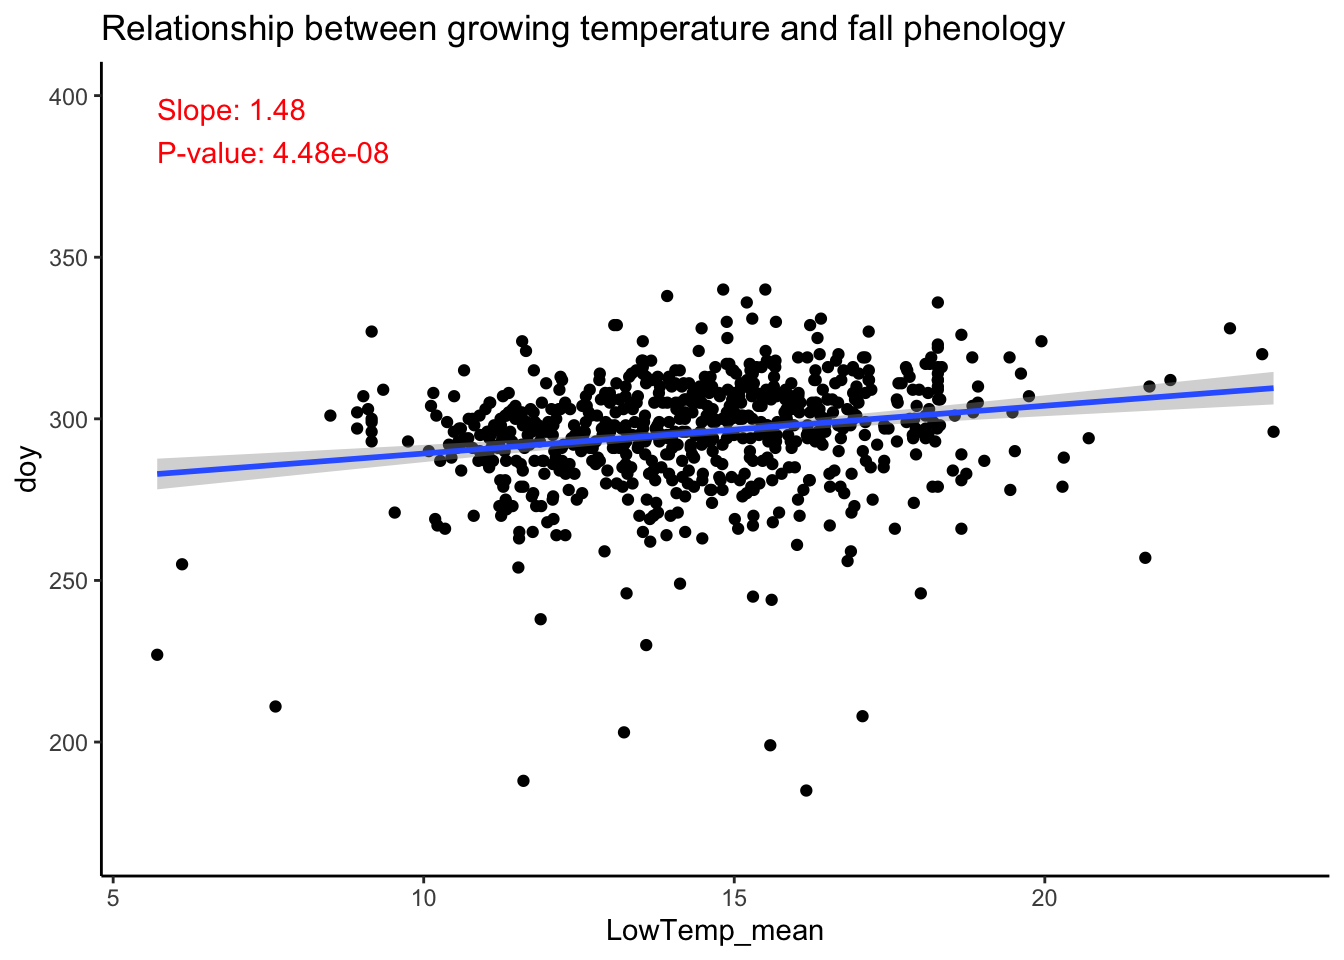 Relationship between growing temperature and fall phenology
Slope: 1.48
P-value: 4.48e-08
400
350
300
250
200
doy
5 10 15 20
LowTemp_mean